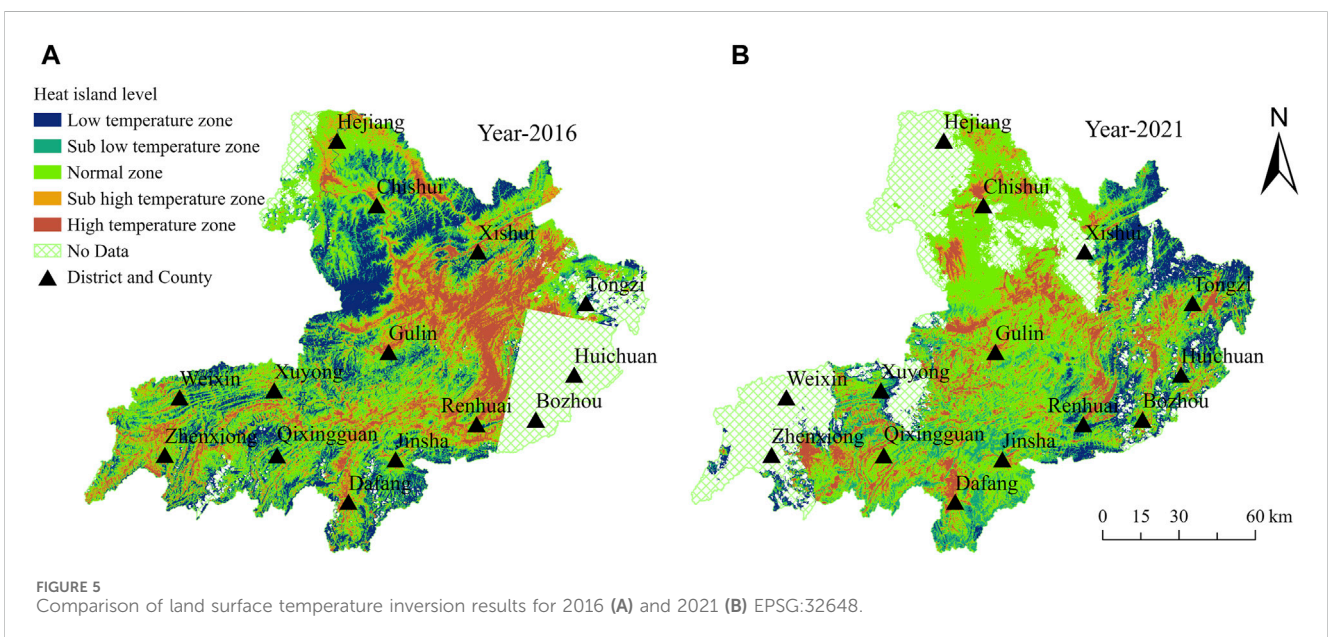 A
B
Heat island level
Low temperature zone
Sub low temperature zone
Normal zone
Sub high temperature zone
High temperature zone
No Data
District and County
Year-2016
Hejiang
Chishui
Xishui
Tongzi
Gulin
Huichuan
Weixin
Xuyong
Renhuai
Bozhou
Zhenxiong
Qixingguan
Jinsha
Dafang
Year-2021
N
Hejiang
Chishui
Xishui
Tongzi
Gulin
Huichuan
Weixin
Xuyong
Renhuai
Bozhou
Zhenxiong
Qixingguan
Jinsha
Dafang
0 15 30 60 km
FIGURE 5
Comparison of land surface temperature inversion results for 2016 (A) and 2021 (B) EPSG:32648.